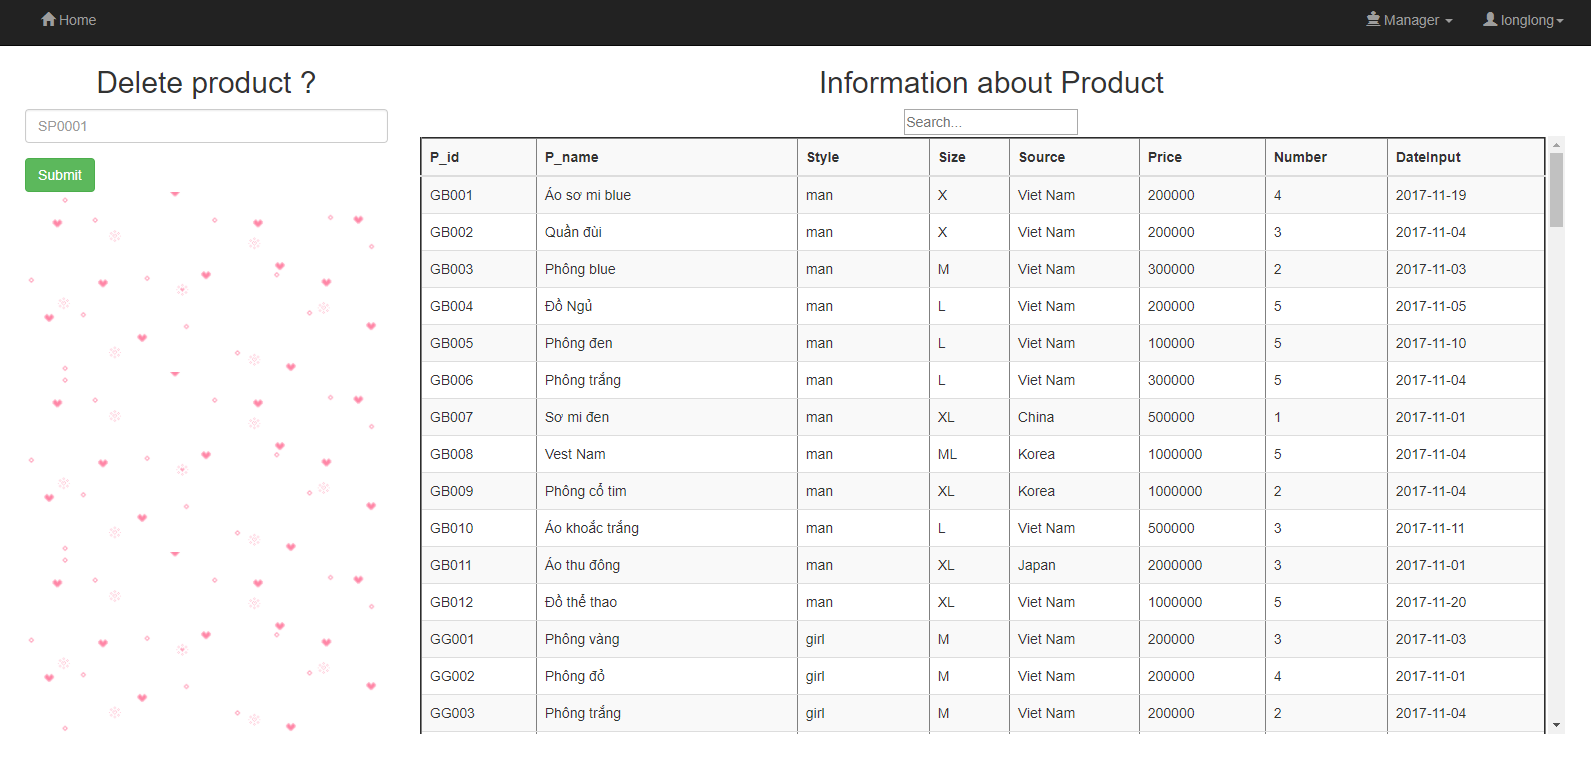 Home Manager longlong
Delete product ?
SP0001
Submit
Information about Product
Search...
P_id P_name Style Size Source Price Number DateInput
GB001 Áo sơ mi blue man X Viet Nam 200000 4 2017-11-19
GB002 Quần đùi man X Viet Nam 200000 3 2017-11-04
GB003 Phông blue man M Viet Nam 300000 2 2017-11-03
GB004 Đồ Ngủ man L Viet Nam 200000 5 2017-11-05
GB005 Phông đen man L Viet Nam 100000 5 2017-11-10
GB006 Phông trắng man L Viet Nam 300000 5 2017-11-04
GB007 Sơ mi đen man XL China 500000 1 2017-11-01
GB008 Vest Nam man ML Korea 1000000 5 2017-11-04
GB009 Phông cổ tim man XL Korea 1000000 2 2017-11-04
GB010 Áo khoắc trắng man L Viet Nam 500000 3 2017-11-11
GB011 Áo thu đông man XL Japan 2000000 3 2017-11-01
GB012 Đồ thể thao man XL Viet Nam 1000000 5 2017-11-20
GG001 Phông vàng girl M Viet Nam 200000 3 2017-11-03
GG002 Phông đỏ girl M Viet Nam 200000 4 2017-11-01
GG003 Phông trắng girl M Viet Nam 200000 2 2017-11-04